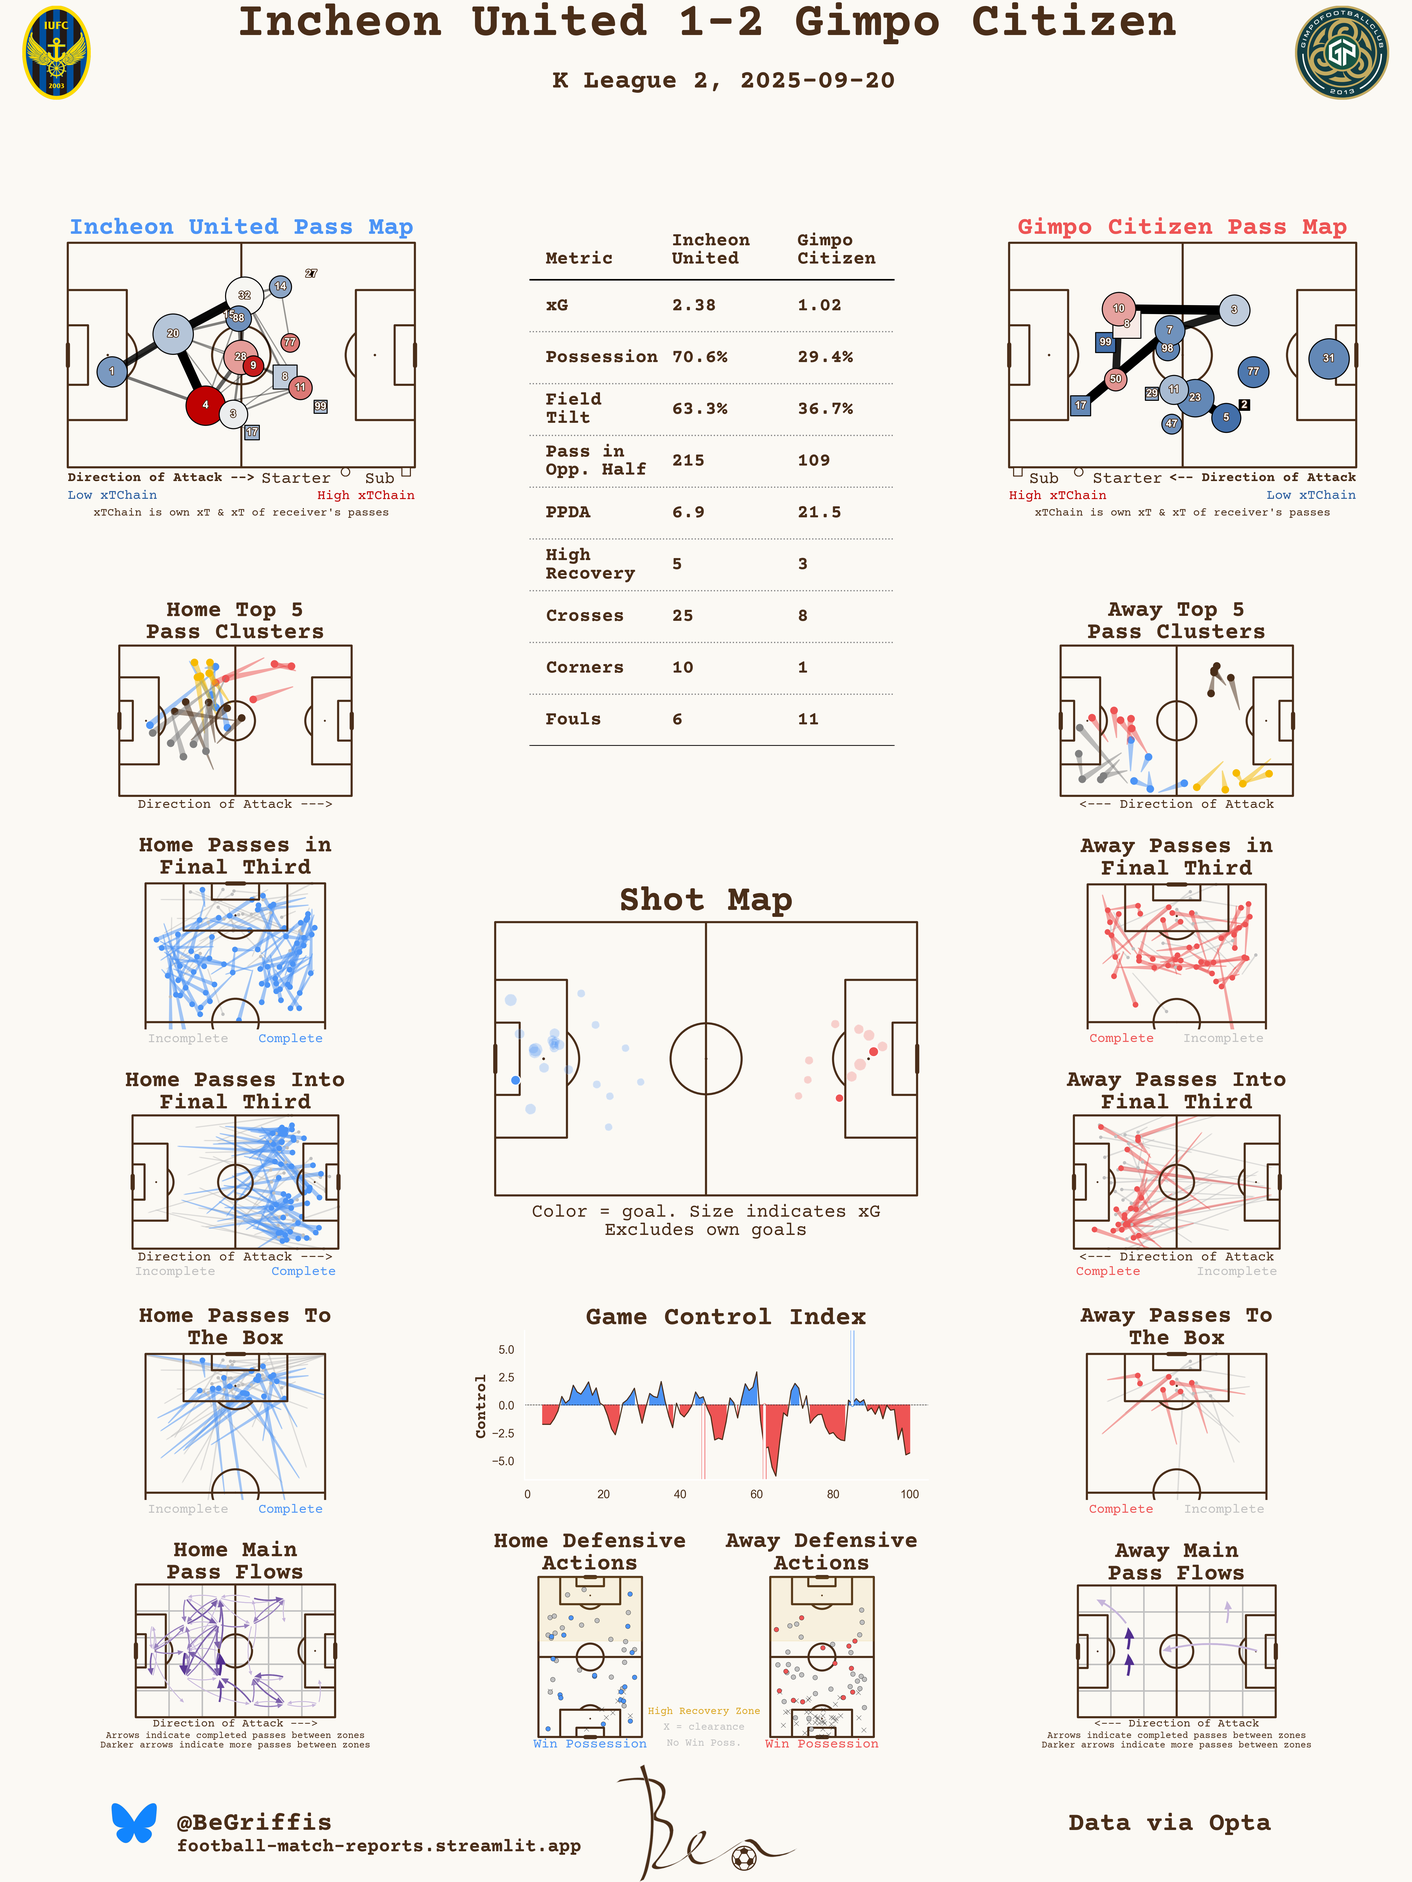 Incheon United 1-2 Gimpo Citizen
K League 2, 2025-09-20
IUFC
2003
GIMPOFOOTBALLCLUB
GP
2013
Incheon United Pass Map
27
14
32
15
88
20
77
28
9
1
8
11
4
3
99
17
Direction of Attack --> Starter Sub
Low xTChain High xTChain
xTChain is own xT & xT of receiver's passes
Metric Incheon United Gimpo Citizen
xG 2.38 1.02
Possession 70.6% 29.4%
Field Tilt 63.3% 36.7%
Pass in Opp. Half 215 109
PPDA 6.9 21.5
High Recovery 5 3
Crosses 25 8
Corners 10 1
Fouls 6 11
Gimpo Citizen Pass Map
10
3
8
7
99
98
31
77
50
11
29
23
17
2
5
47
Sub Starter <-- Direction of Attack
High xTChain Low xTChain
xTChain is own xT & xT of receiver's passes
Home Top 5
Pass Clusters
Direction of Attack --->
Away Top 5
Pass Clusters
<--- Direction of Attack
Home Passes in
Final Third
Incomplete Complete
Away Passes in
Final Third
Complete Incomplete
Shot Map
Color = goal. Size indicates xG
Excludes own goals
Home Passes Into
Final Third
Direction of Attack --->
Incomplete Complete
Away Passes Into
Final Third
<--- Direction of Attack
Complete Incomplete
Home Passes To
The Box
Incomplete Complete
Game Control Index
Control
5.0
2.5
0.0
−2.5
−5.0
0 20 40 60 80 100
Away Passes To
The Box
Complete Incomplete
Home Main
Pass Flows
Direction of Attack --->
Arrows indicate completed passes between zones
Darker arrows indicate more passes between zones
Home Defensive
Actions
Win Possession
High Recovery Zone
X = clearance
No Win Poss.
Away Defensive
Actions
Win Possession
Away Main
Pass Flows
<--- Direction of Attack
Arrows indicate completed passes between zones
Darker arrows indicate more passes between zones
@BeGriffis
football-match-reports.streamlit.app
Ben
Data via Opta